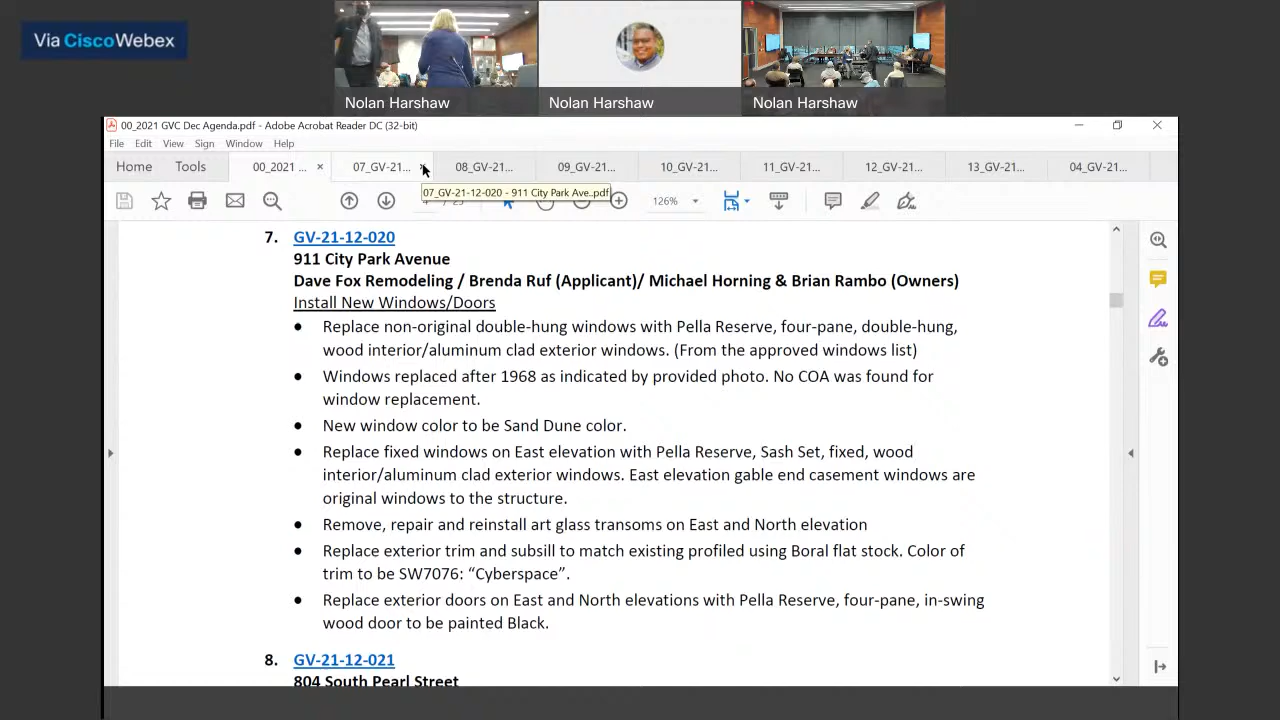 Via Cisco Webex
Nolan Harshaw
Nolan Harshaw
Nolan Harshaw
00_2021 GVC Dec Agenda.pdf - Adobe Acrobat Reader DC (32-bit)
File Edit View Sign Window Help
Home Tools 00_2021 ... 07_GV-21... 08_GV-21... 09_GV-21... 10_GV-21... 11_GV-21... 12_GV-21... 13_GV-21... 04_GV-21...
07_GV-21-12-020 - 911 City Park Ave..pdf
126%
7. GV-21-12-020
911 City Park Avenue
Dave Fox Remodeling / Brenda Ruf (Applicant)/ Michael Horning & Brian Rambo (Owners)
Install New Windows/Doors
● Replace non-original double-hung windows with Pella Reserve, four-pane, double-hung,
wood interior/aluminum clad exterior windows. (From the approved windows list)
● Windows replaced after 1968 as indicated by provided photo. No COA was found for
window replacement.
● New window color to be Sand Dune color.
● Replace fixed windows on East elevation with Pella Reserve, Sash Set, fixed, wood
interior/aluminum clad exterior windows. East elevation gable end casement windows are
original windows to the structure.
● Remove, repair and reinstall art glass transoms on East and North elevation
● Replace exterior trim and subsill to match existing profiled using Boral flat stock. Color of
trim to be SW7076: “Cyberspace”.
● Replace exterior doors on East and North elevations with Pella Reserve, four-pane, in-swing
wood door to be painted Black.
8. GV-21-12-021
804 South Pearl Street